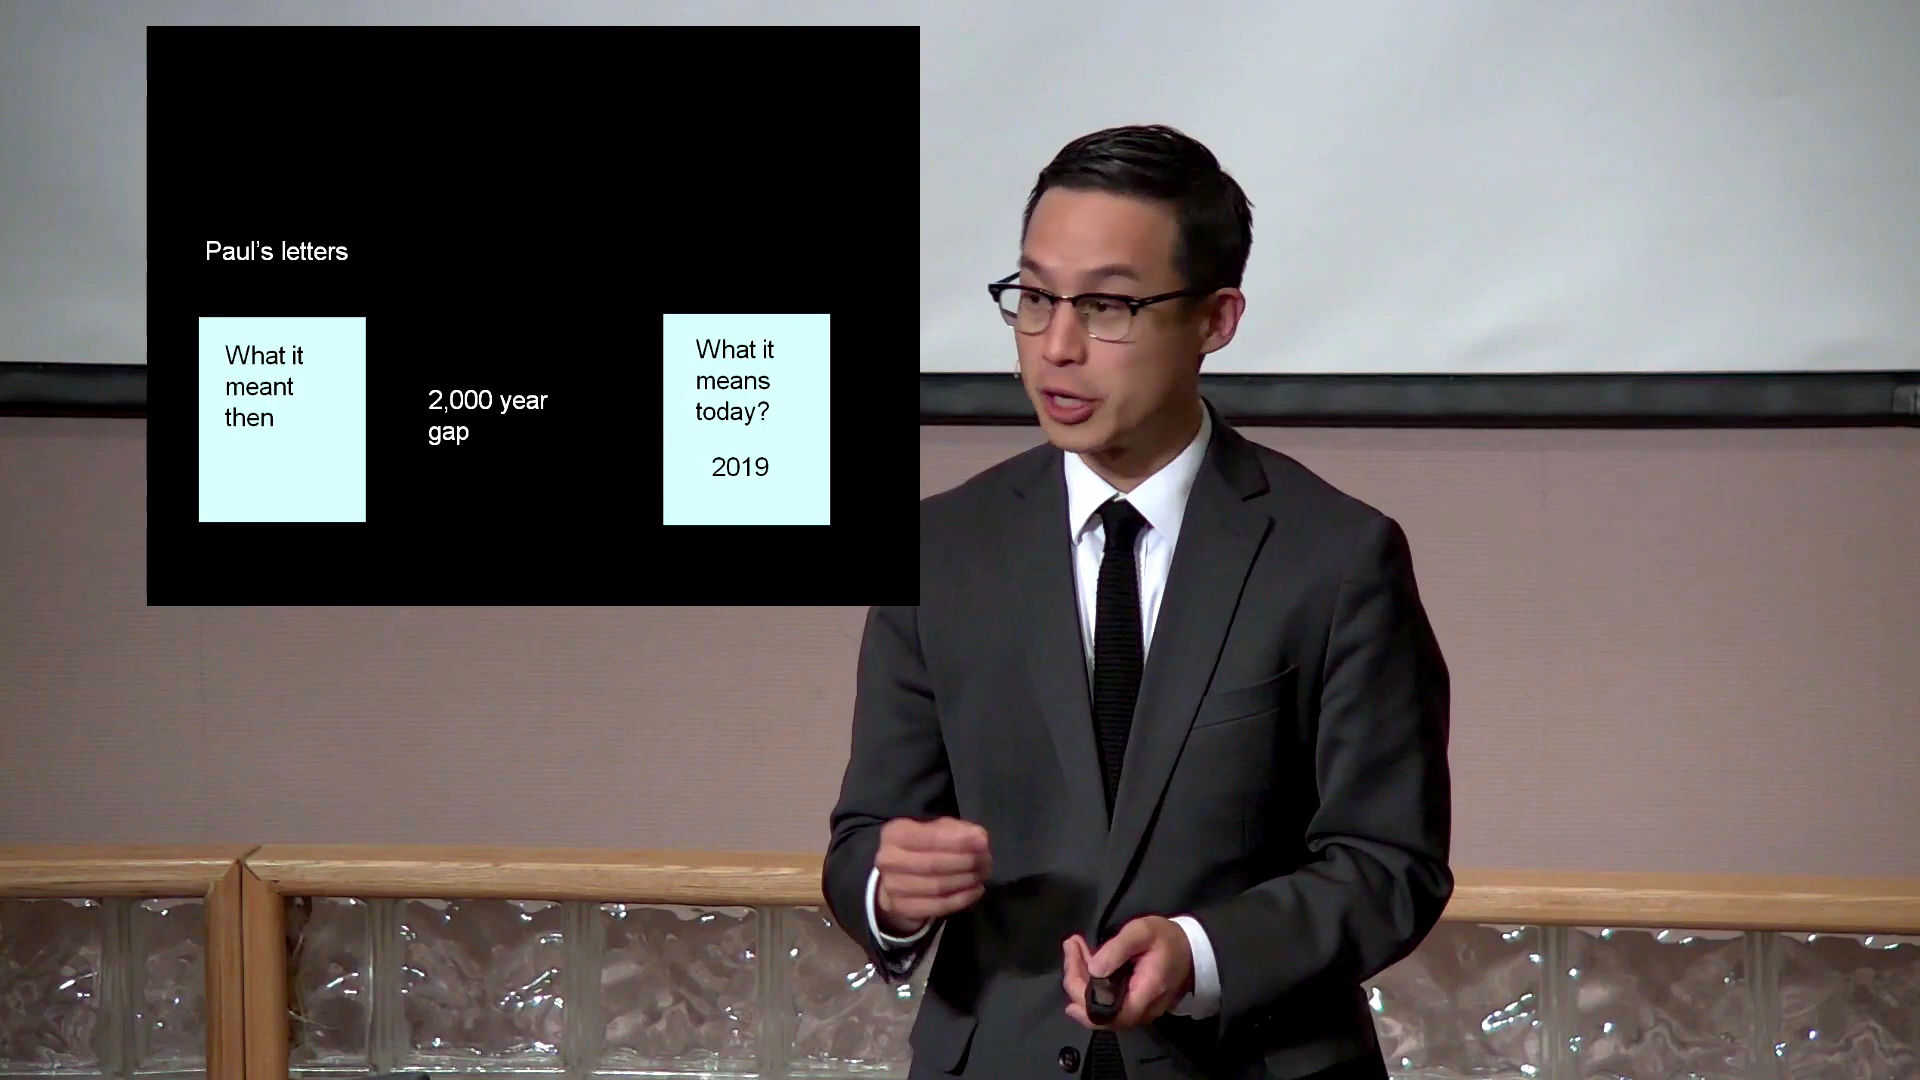 Paul’s letters
What it
meant
then
2,000 year
gap
What it
means
today?
2019